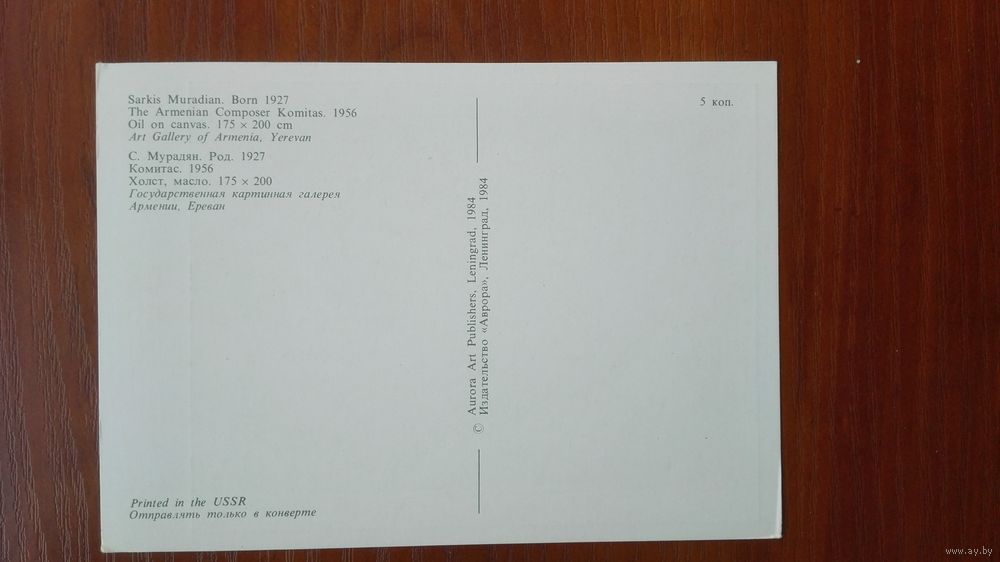 Sarkis Muradian. Born 1927
The Armenian Composer Komitas. 1956
Oil on canvas. 175 × 200 cm
Art Gallery of Armenia, Yerevan
С. Мурадян. Род. 1927
Комитас. 1956
Холст, масло. 175 × 200
Государственная картинная галерея
Армении, Ереван
Printed in the USSR
Отправлять только в конверте
© Aurora Art Publishers, Leningrad, 1984
Издательство «Аврора», Ленинград, 1984
5 коп.
www.ay.by